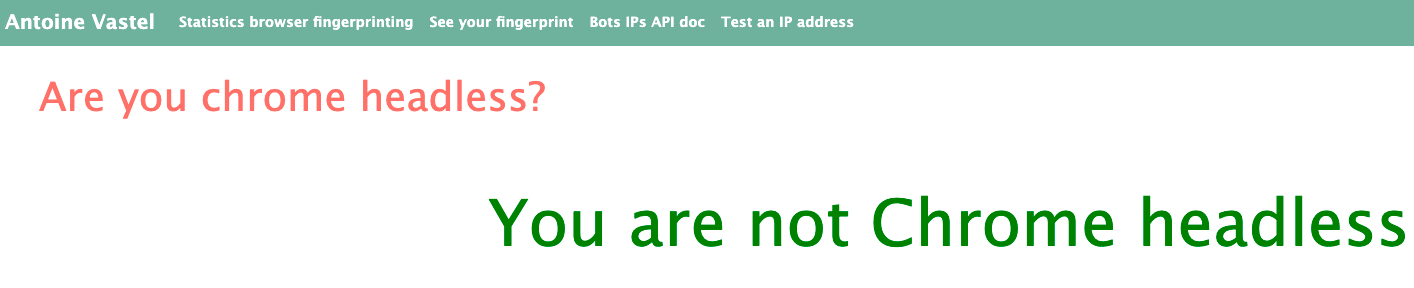 Antoine Vastel Statistics browser fingerprinting See your fingerprint Bots IPs API doc Test an IP address
Are you chrome headless?
You are not Chrome headless